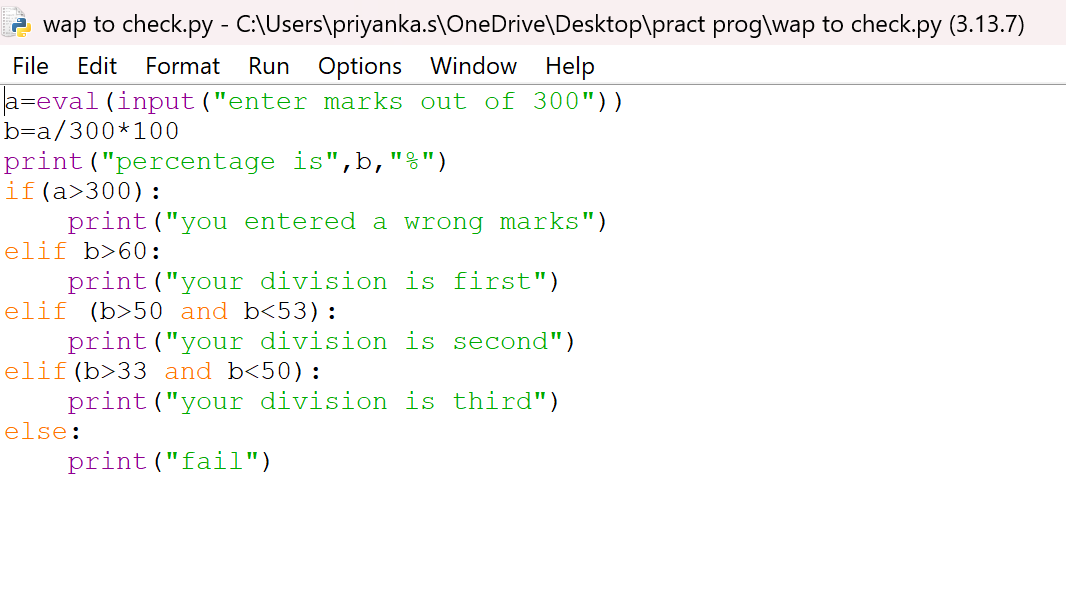 wap to check.py - C:\Users\priyanka.s\OneDrive\Desktop\pract prog\wap to check.py (3.13.7)
File Edit Format Run Options Window Help
a=eval(input("enter marks out of 300"))
b=a/300*100
print("percentage is",b,"%")
if(a>300):
    print("you entered a wrong marks")
elif b>60:
    print("your division is first")
elif (b>50 and b<53):
    print("your division is second")
elif(b>33 and b<50):
    print("your division is third")
else:
    print("fail")